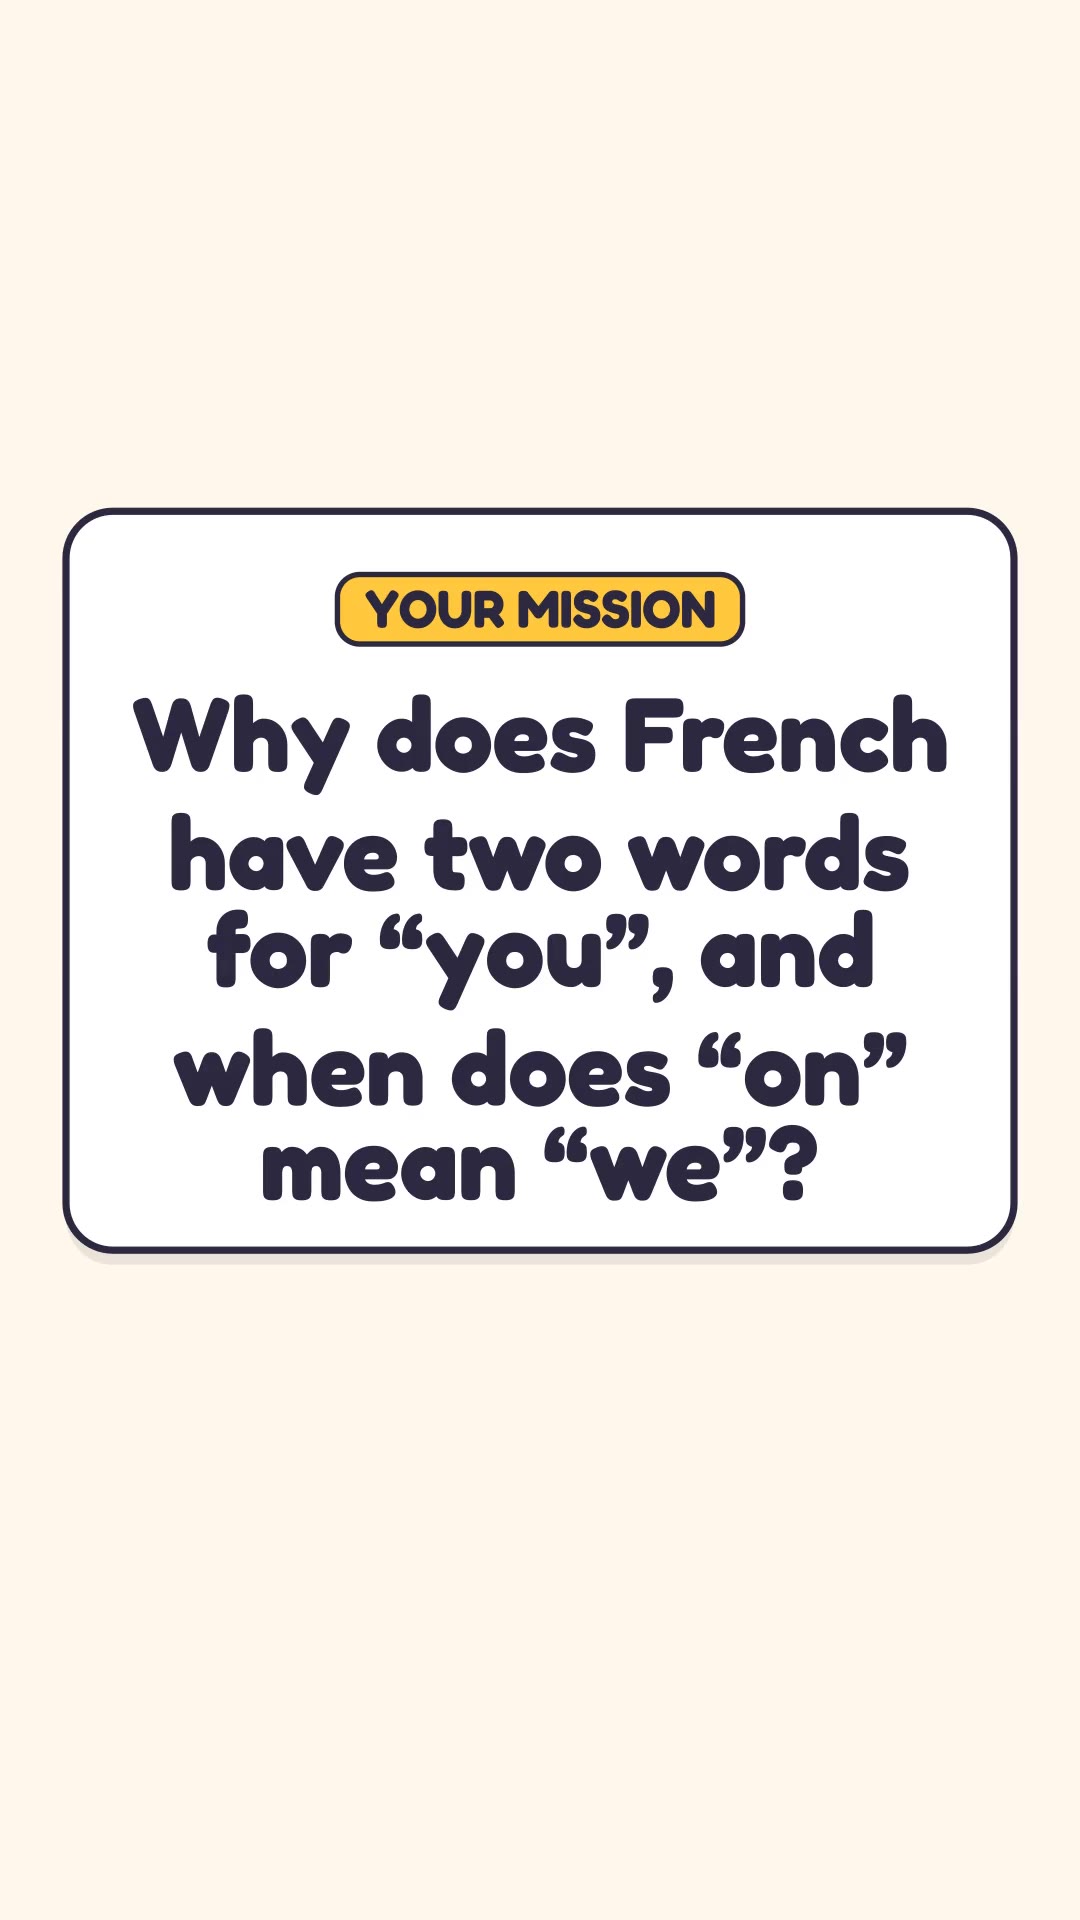 YOUR MISSION
Why does French
have two words
for “you”, and
when does “on”
mean “we”?